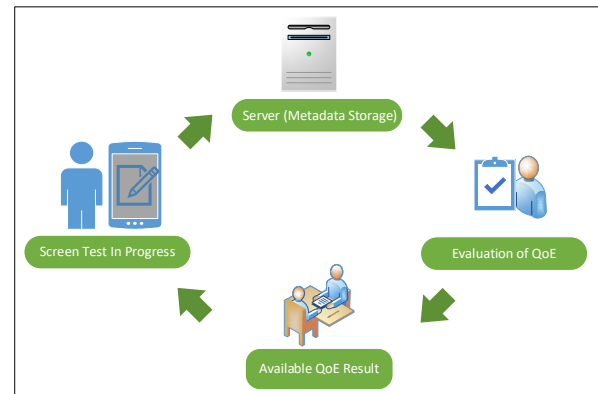 Server (Metadata Storage)
Screen Test In Progress
Evaluation of QoE
Available QoE Result